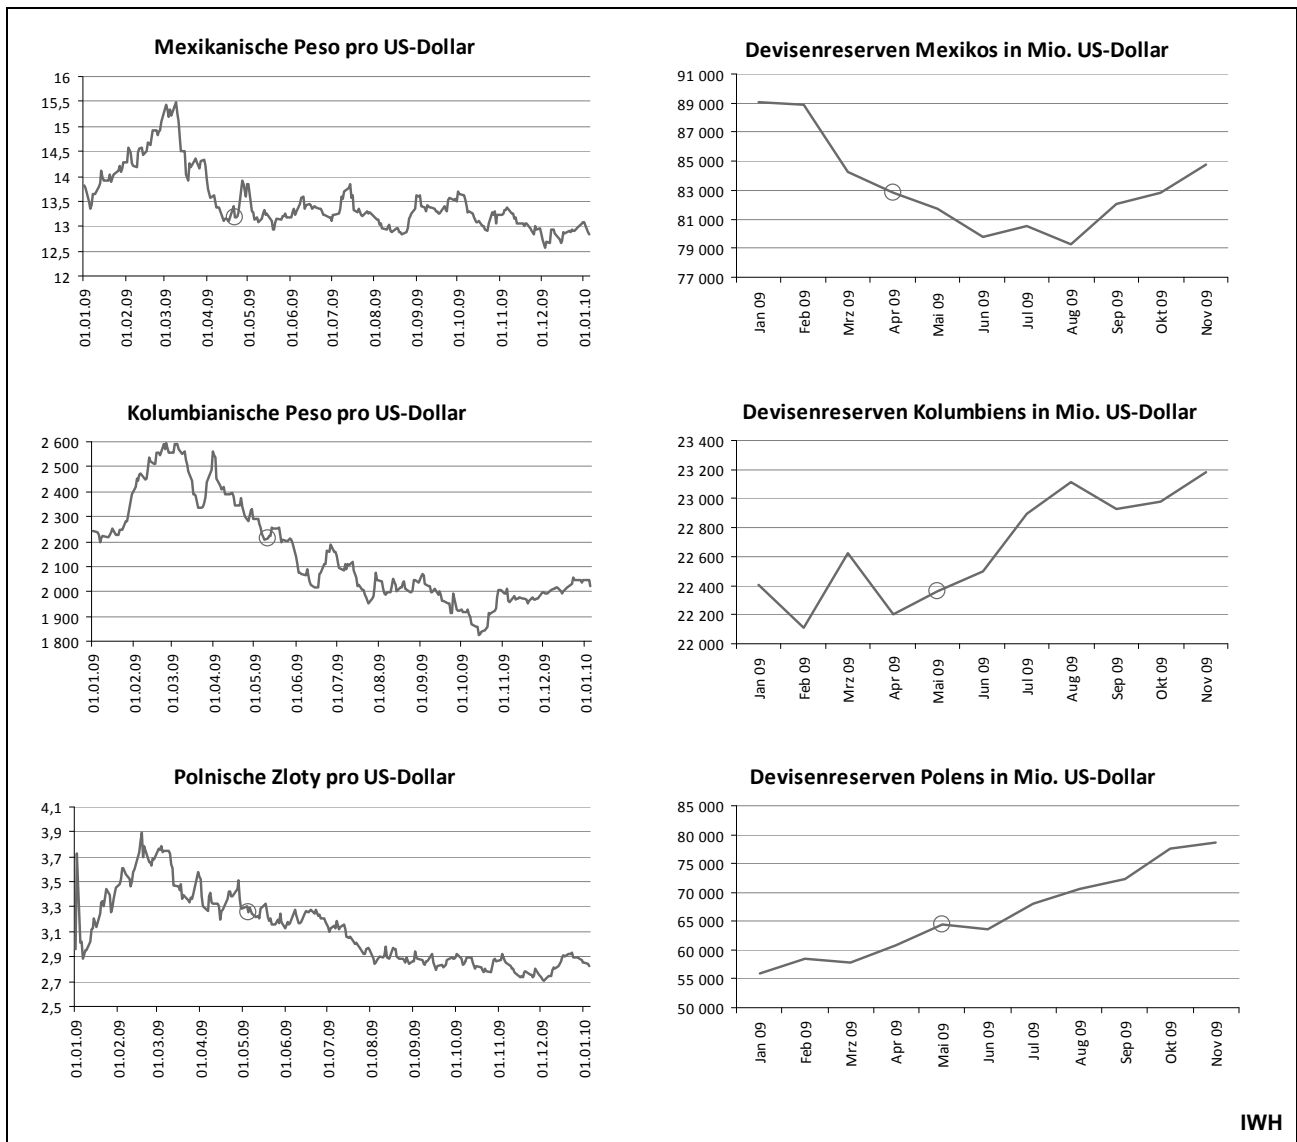 Mexikanische Peso pro US-Dollar
16
15,5
15
14,5
14
13,5
13
12,5
12
01.01.09
01.02.09
01.03.09
01.04.09
01.05.09
01.06.09
01.07.09
01.08.09
01.09.09
01.10.09
01.11.09
01.12.09
01.01.10
Devisenreserven Mexikos in Mio. US-Dollar
91 000
89 000
87 000
85 000
83 000
81 000
79 000
77 000
Jan 09
Feb 09
Mrz 09
Apr 09
Mai 09
Jun 09
Jul 09
Aug 09
Sep 09
Okt 09
Nov 09
Kolumbianische Peso pro US-Dollar
2 600
2 500
2 400
2 300
2 200
2 100
2 000
1 900
1 800
01.01.09
01.02.09
01.03.09
01.04.09
01.05.09
01.06.09
01.07.09
01.08.09
01.09.09
01.10.09
01.11.09
01.12.09
01.01.10
Devisenreserven Kolumbiens in Mio. US-Dollar
23 400
23 200
23 000
22 800
22 600
22 400
22 200
22 000
Jan 09
Feb 09
Mrz 09
Apr 09
Mai 09
Jun 09
Jul 09
Aug 09
Sep 09
Okt 09
Nov 09
Polnische Zloty pro US-Dollar
4,1
3,9
3,7
3,5
3,3
3,1
2,9
2,7
2,5
01.01.09
01.02.09
01.03.09
01.04.09
01.05.09
01.06.09
01.07.09
01.08.09
01.09.09
01.10.09
01.11.09
01.12.09
01.01.10
Devisenreserven Polens in Mio. US-Dollar
85 000
80 000
75 000
70 000
65 000
60 000
55 000
50 000
Jan 09
Feb 09
Mrz 09
Apr 09
Mai 09
Jun 09
Jul 09
Aug 09
Sep 09
Okt 09
Nov 09
IWH